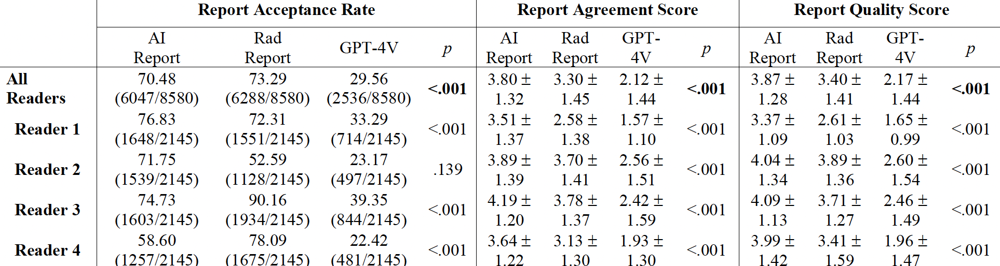 Report Acceptance Rate Report Agreement Score Report Quality Score
AI Rad GPT- AI Rad GPT- AI Rad GPT-
Report Report 4V p Report Report 4V p Report Report 4V p
All 70.48 73.29 29.56 <.001 3.80 ± 3.30 ± 2.12 ± <.001 3.87 ± 3.40 ± 2.17 ± <.001
Readers (6047/8580) (6288/8580) (2536/8580) 1.32 1.45 1.44 1.28 1.41 1.44
Reader 1 76.83 72.31 33.29 <.001 3.51 ± 2.58 ± 1.57 ± <.001 3.37 ± 2.61 ± 1.65 ± <.001
(1648/2145) (1551/2145) (714/2145) 1.37 1.38 1.10 1.09 1.03 0.99
Reader 2 71.75 52.59 23.17 .139 3.89 ± 3.70 ± 2.56 ± <.001 4.04 ± 3.89 ± 2.60 ± <.001
(1539/2145) (1128/2145) (497/2145) 1.39 1.41 1.51 1.34 1.36 1.54
Reader 3 74.73 90.16 39.35 <.001 4.19 ± 3.78 ± 2.42 ± <.001 4.09 ± 3.71 ± 2.46 ± <.001
(1603/2145) (1934/2145) (844/2145) 1.20 1.37 1.59 1.13 1.27 1.49
Reader 4 58.60 78.09 22.42 <.001 3.64 ± 3.13 ± 1.93 ± <.001 3.99 ± 3.41 ± 1.96 ± <.001
(1257/2145) (1675/2145) (481/2145) 1.22 1.30 1.30 1.42 1.59 1.47